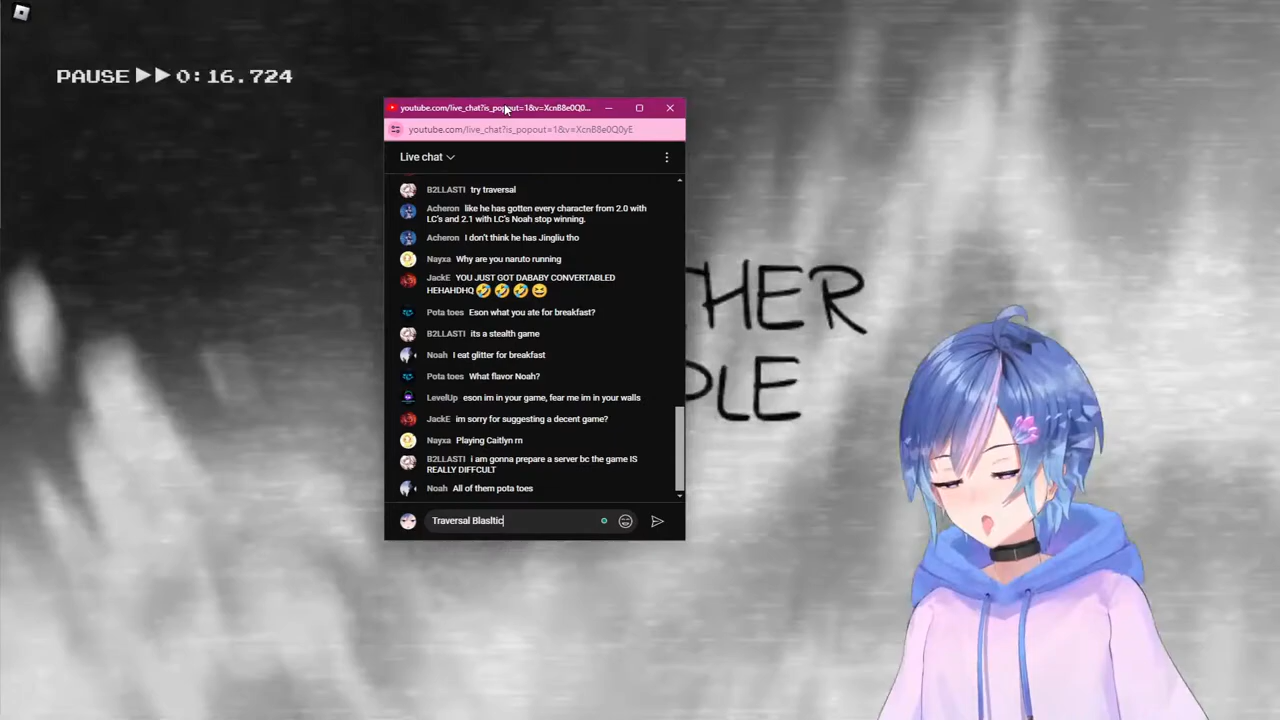 PAUSE ▶▶ 0:16.724
youtube.com/live_chat?is_popout=1&v=XcnB8e0Q0...
youtube.com/live_chat?is_popout=1&v=XcnB8e0Q0yE
Live chat
B2LLASTI try traversal
Acheron like he has gotten every character from 2.0 with
LC's and 2.1 with LC's Noah stop winning.
Acheron I don't think he has Jingliu tho
Nayxa Why are you naruto running
JackE YOU JUST GOT DABABY CONVERTABLED
HEHAHDHQ 🤣🤣🤣😆
Pota toes Eson what you ate for breakfast?
B2LLASTI its a stealth game
Noah I eat glitter for breakfast
Pota toes What flavor Noah?
LevelUp eson im in your game, fear me im in your walls
JackE im sorry for suggesting a decent game?
Nayxa Playing Caitlyn rn
B2LLASTI i am gonna prepare a server bc the game IS
REALLY DIFFCULT
Noah All of them pota toes
Traversal Blasltic
THER
PLE